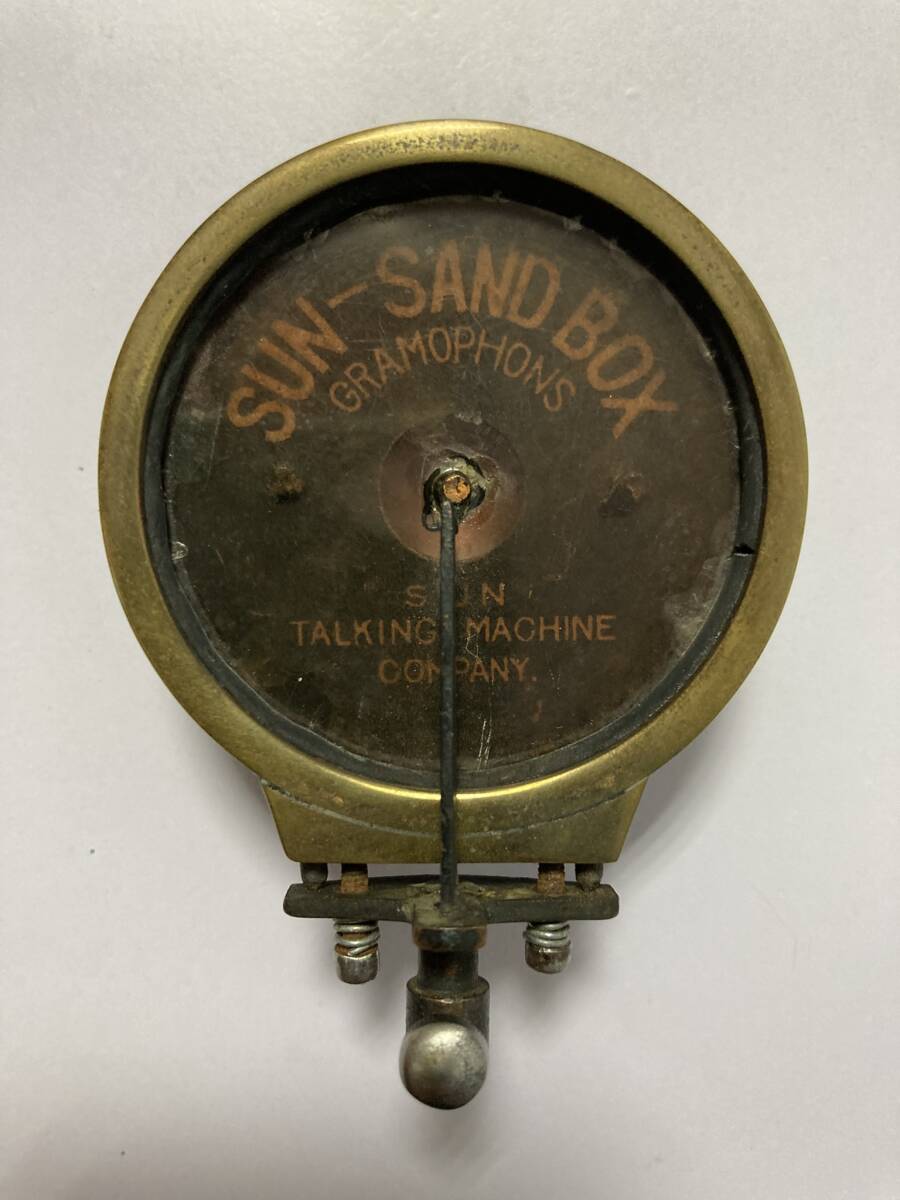 SUN-SAND BOX
GRAMOPHONS
SUN
TALKING MACHINE
COMPANY.